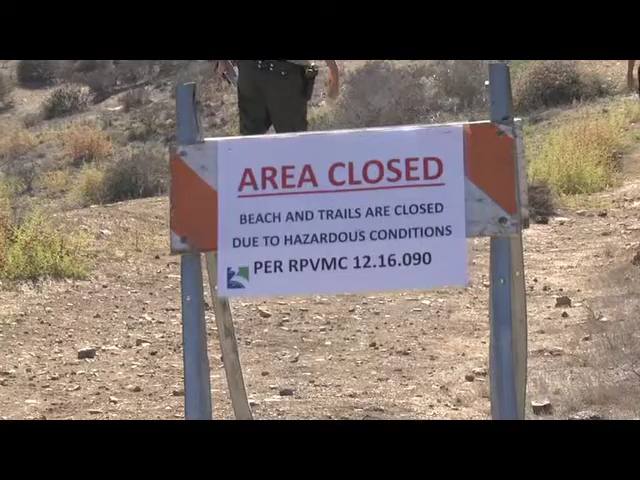 AREA CLOSED
BEACH AND TRAILS ARE CLOSED
DUE TO HAZARDOUS CONDITIONS
PER RPVMC 12.16.090